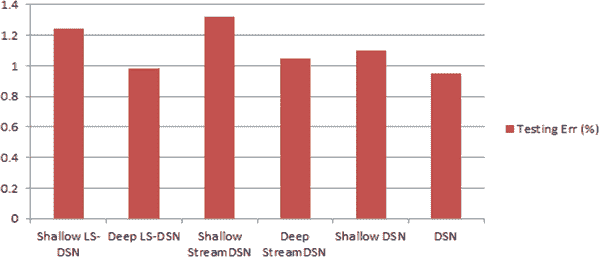 1.4
1.2
1
0.8
0.6
0.4
0.2
0
Testing Err (%)
Shallow LS-
DSN
Deep LS-DSN
Shallow
StreamDSN
Deep
StreamDSN
Shallow DSN
DSN